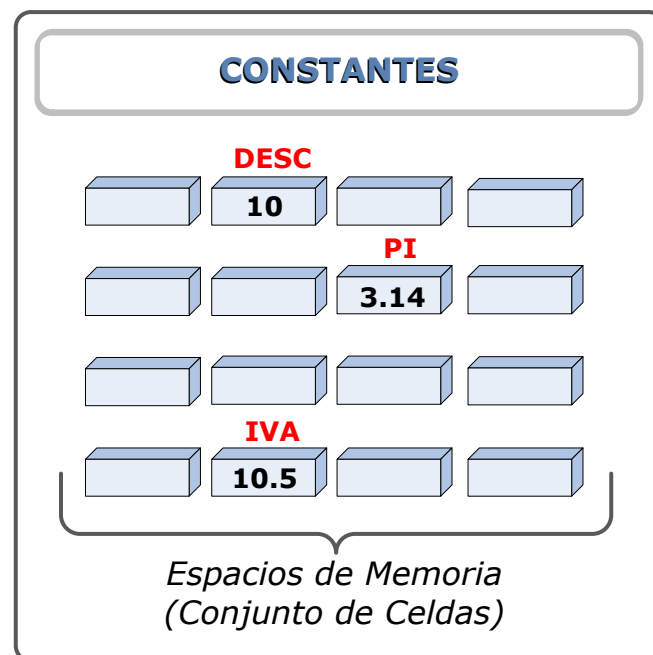 CONSTANTES
DESC
10
PI
3.14
IVA
10.5
Espacios de Memoria
(Conjunto de Celdas)